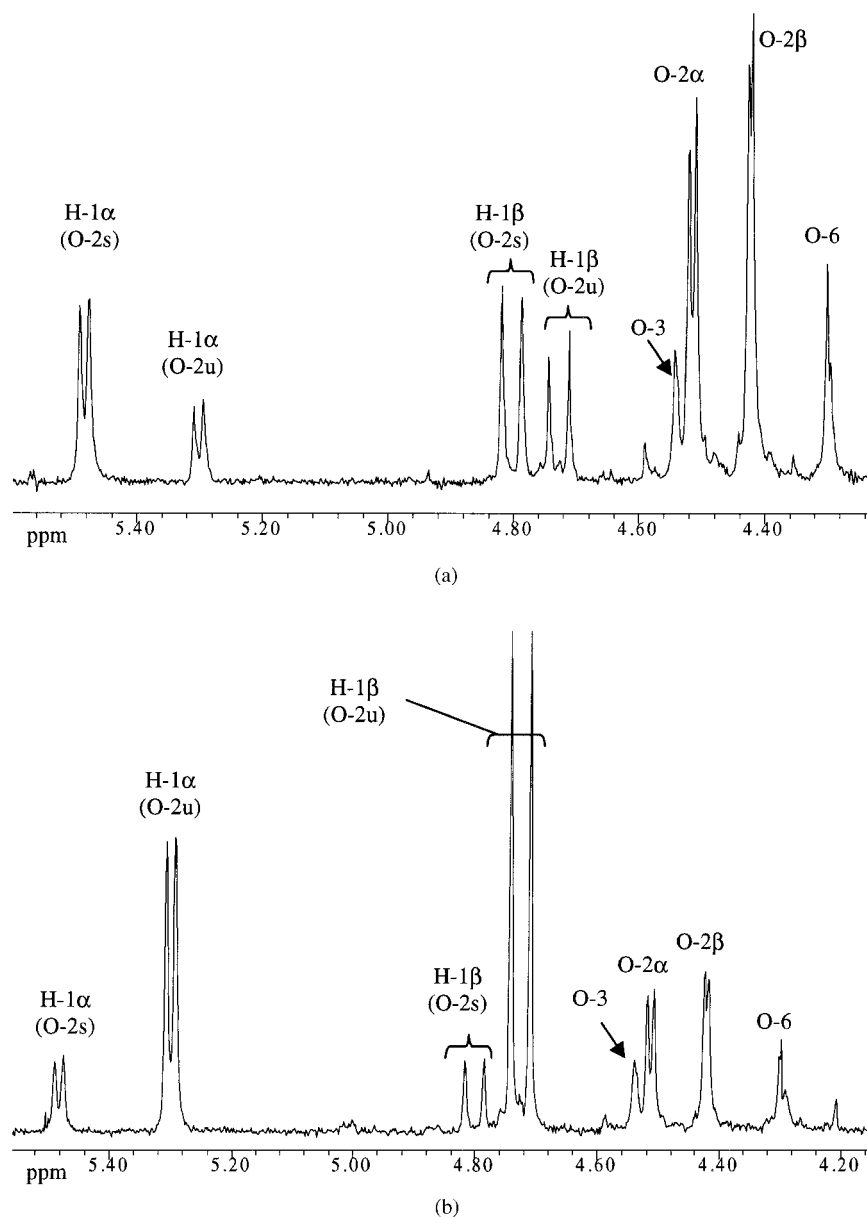 O-2β
O-2α
H-1α
(O-2s)
H-1β
(O-2s)
H-1β
(O-2u)
O-6
O-3
H-1α
(O-2u)
5.40 5.20 5.00 4.80 4.60 4.40
ppm
(a)
H-1β
(O-2u)
H-1α
(O-2u)
O-2β
O-2α
H-1β
(O-2s)
O-3
H-1α
(O-2s)
O-6
5.40 5.20 5.00 4.80 4.60 4.40 4.20
ppm
(b)